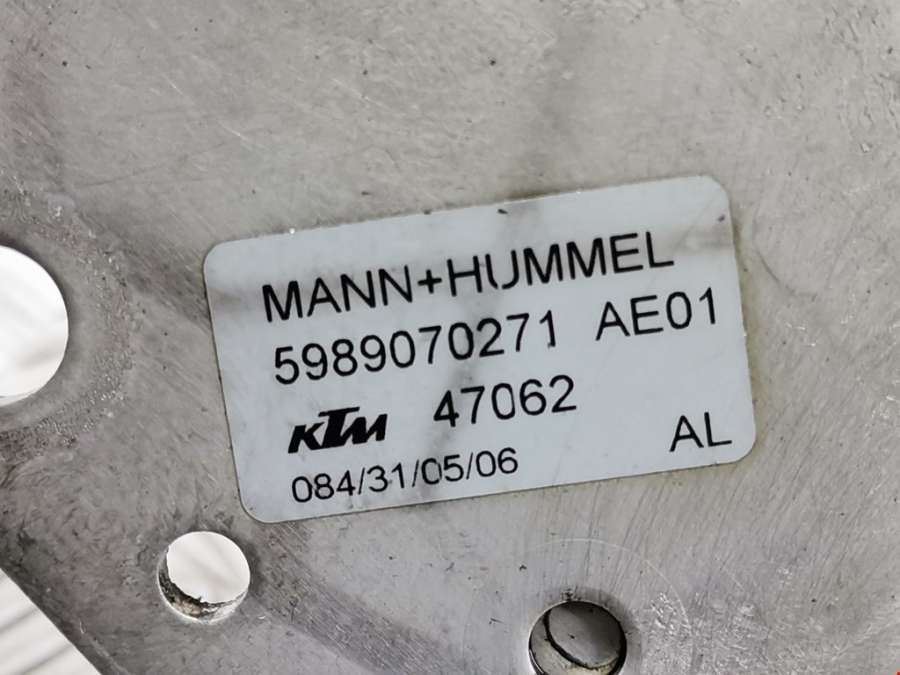 MANN+HUMMEL
5989070271 AE01
KTM 47062
084/31/05/06 AL